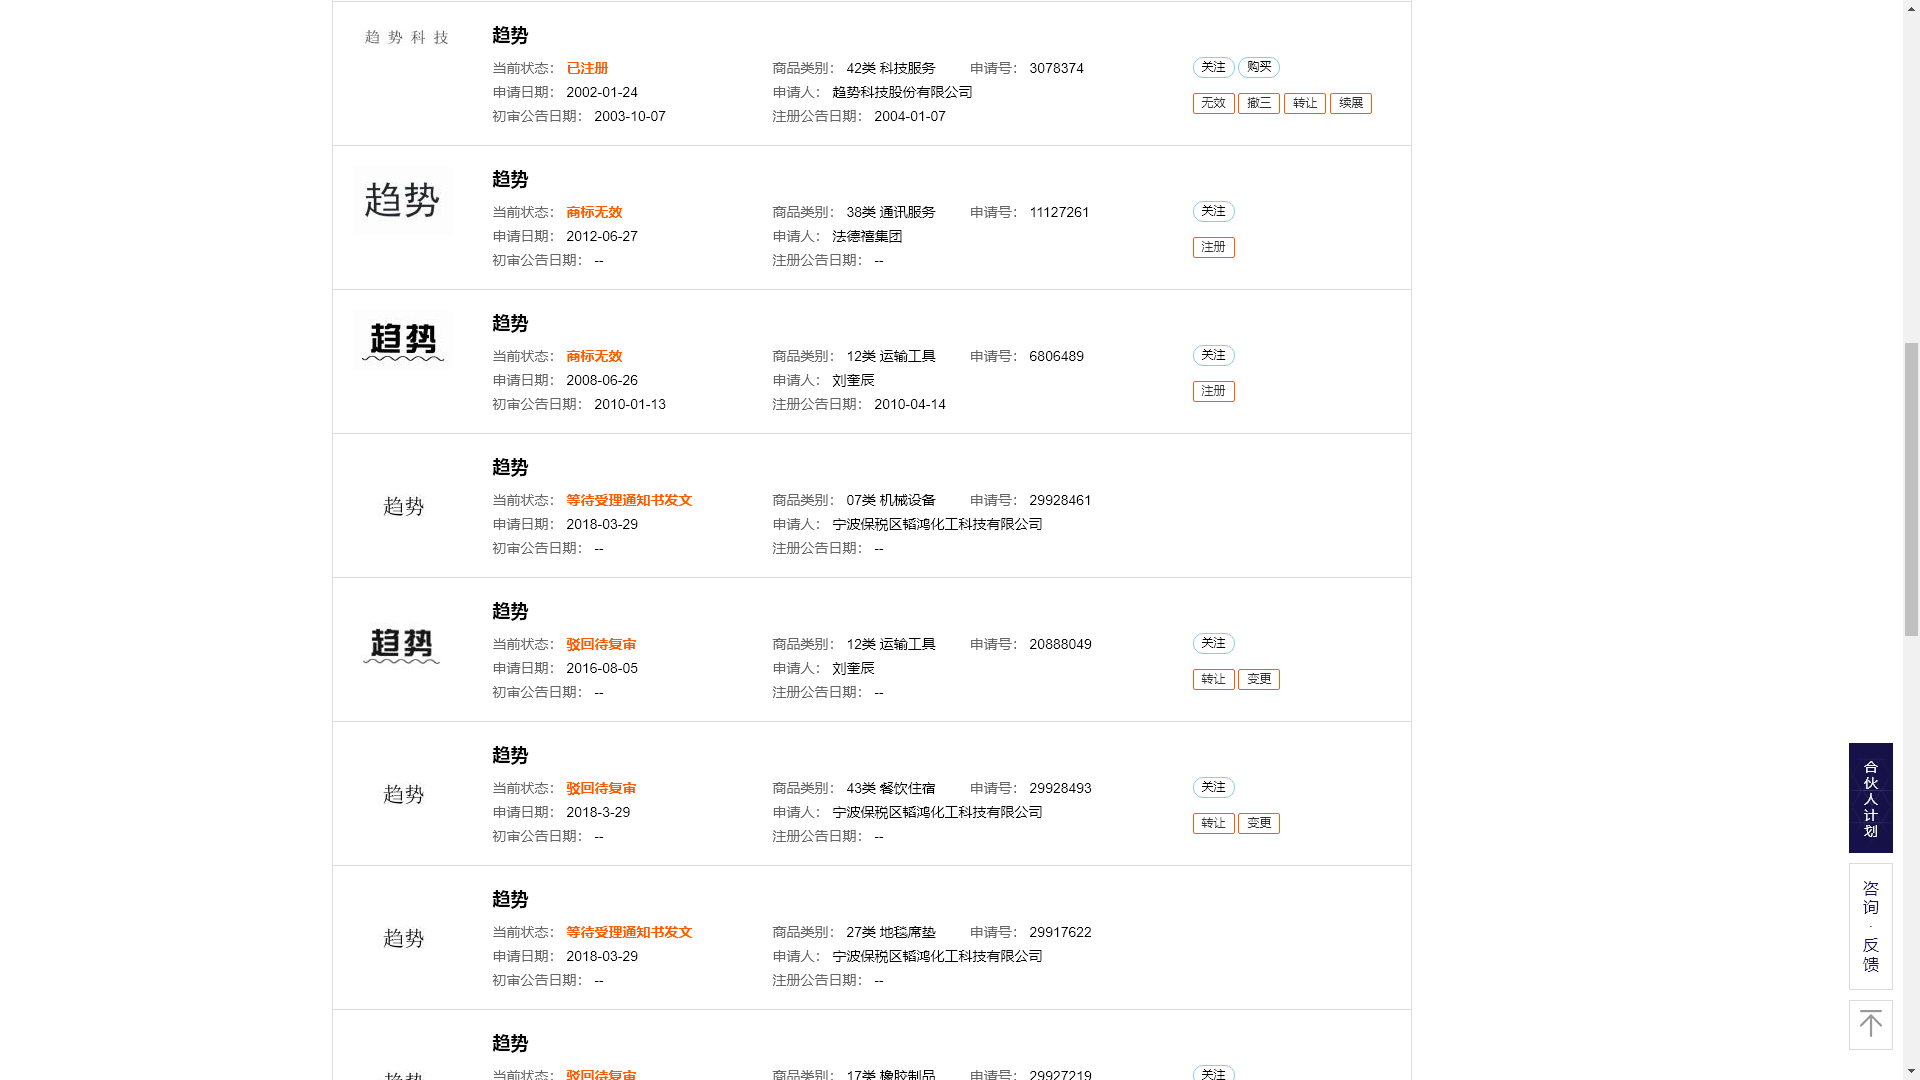 趋势科技
趋势
当前状态： 已注册 商品类别： 42类 科技服务 申请号： 3078374 关注 购买
申请日期： 2002-01-24 申请人： 趋势科技股份有限公司 无效 撤三 转让 续展
初审公告日期： 2003-10-07 注册公告日期： 2004-01-07
趋势
趋势
当前状态： 商标无效 商品类别： 38类 通讯服务 申请号： 11127261 关注
申请日期： 2012-06-27 申请人： 法德禧集团 注册
初审公告日期： -- 注册公告日期： --
趋势
趋势
当前状态： 商标无效 商品类别： 12类 运输工具 申请号： 6806489 关注
申请日期： 2008-06-26 申请人： 刘奎辰 注册
初审公告日期： 2010-01-13 注册公告日期： 2010-04-14
趋势
趋势
当前状态： 等待受理通知书发文 商品类别： 07类 机械设备 申请号： 29928461
申请日期： 2018-03-29 申请人： 宁波保税区韬鸿化工科技有限公司
初审公告日期： -- 注册公告日期： --
趋势
趋势
当前状态： 驳回待复审 商品类别： 12类 运输工具 申请号： 20888049 关注
申请日期： 2016-08-05 申请人： 刘奎辰 转让 变更
初审公告日期： -- 注册公告日期： --
趋势
趋势
当前状态： 驳回待复审 商品类别： 43类 餐饮住宿 申请号： 29928493 关注
申请日期： 2018-3-29 申请人： 宁波保税区韬鸿化工科技有限公司 转让 变更
初审公告日期： -- 注册公告日期： --
趋势
趋势
当前状态： 等待受理通知书发文 商品类别： 27类 地毯席垫 申请号： 29917622
申请日期： 2018-03-29 申请人： 宁波保税区韬鸿化工科技有限公司
初审公告日期： -- 注册公告日期： --
趋势
趋势
当前状态： 驳回待复审 商品类别： 17类 橡胶制品 申请号： 29927219 关注
合伙人计划
咨询·反馈